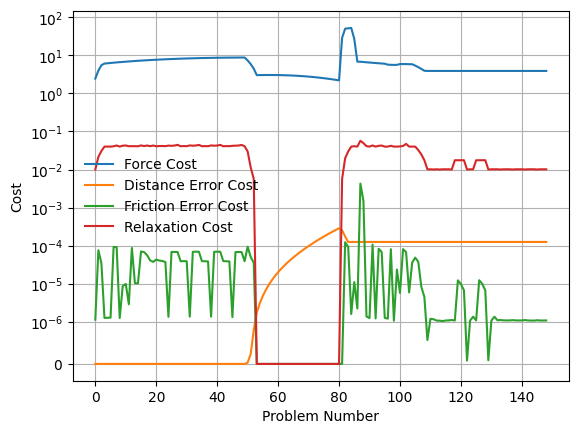 10²
10¹
10⁰
10⁻¹
10⁻²
10⁻³
10⁻⁴
10⁻⁵
10⁻⁶
0
Cost
Force Cost
Distance Error Cost
Friction Error Cost
Relaxation Cost
0 20 40 60 80 100 120 140
Problem Number